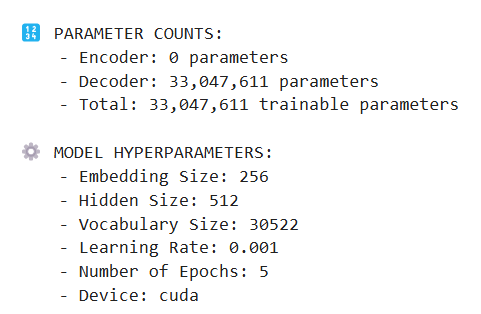 🔢 PARAMETER COUNTS:
- Encoder: 0 parameters
- Decoder: 33,047,611 parameters
- Total: 33,047,611 trainable parameters
⚙️ MODEL HYPERPARAMETERS:
- Embedding Size: 256
- Hidden Size: 512
- Vocabulary Size: 30522
- Learning Rate: 0.001
- Number of Epochs: 5
- Device: cuda